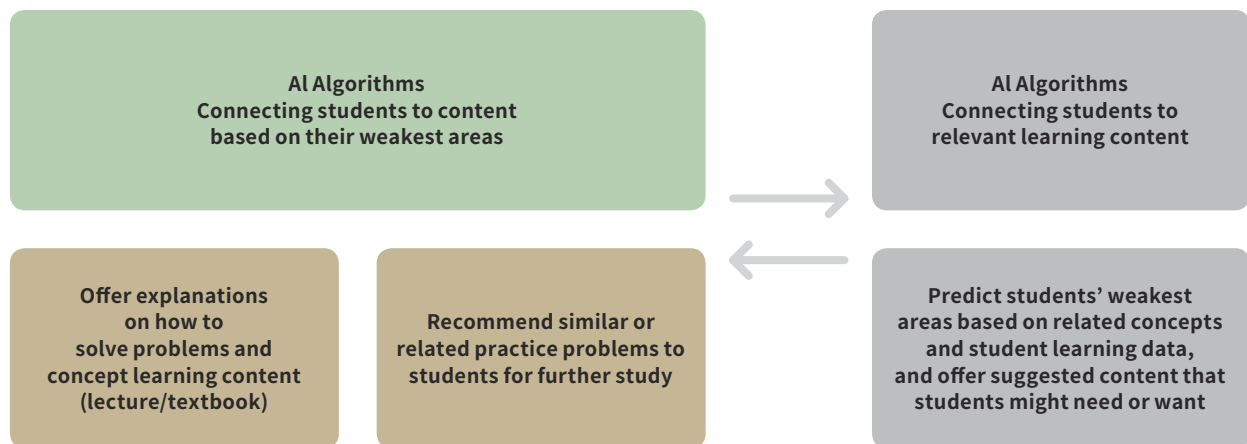 Al Algorithms
Connecting students to content
based on their weakest areas
Al Algorithms
Connecting students to
relevant learning content
Offer explanations
on how to
solve problems and
concept learning content
(lecture/textbook)
Recommend similar or
related practice problems to
students for further study
Predict students’ weakest
areas based on related concepts
and student learning data,
and offer suggested content that
students might need or want